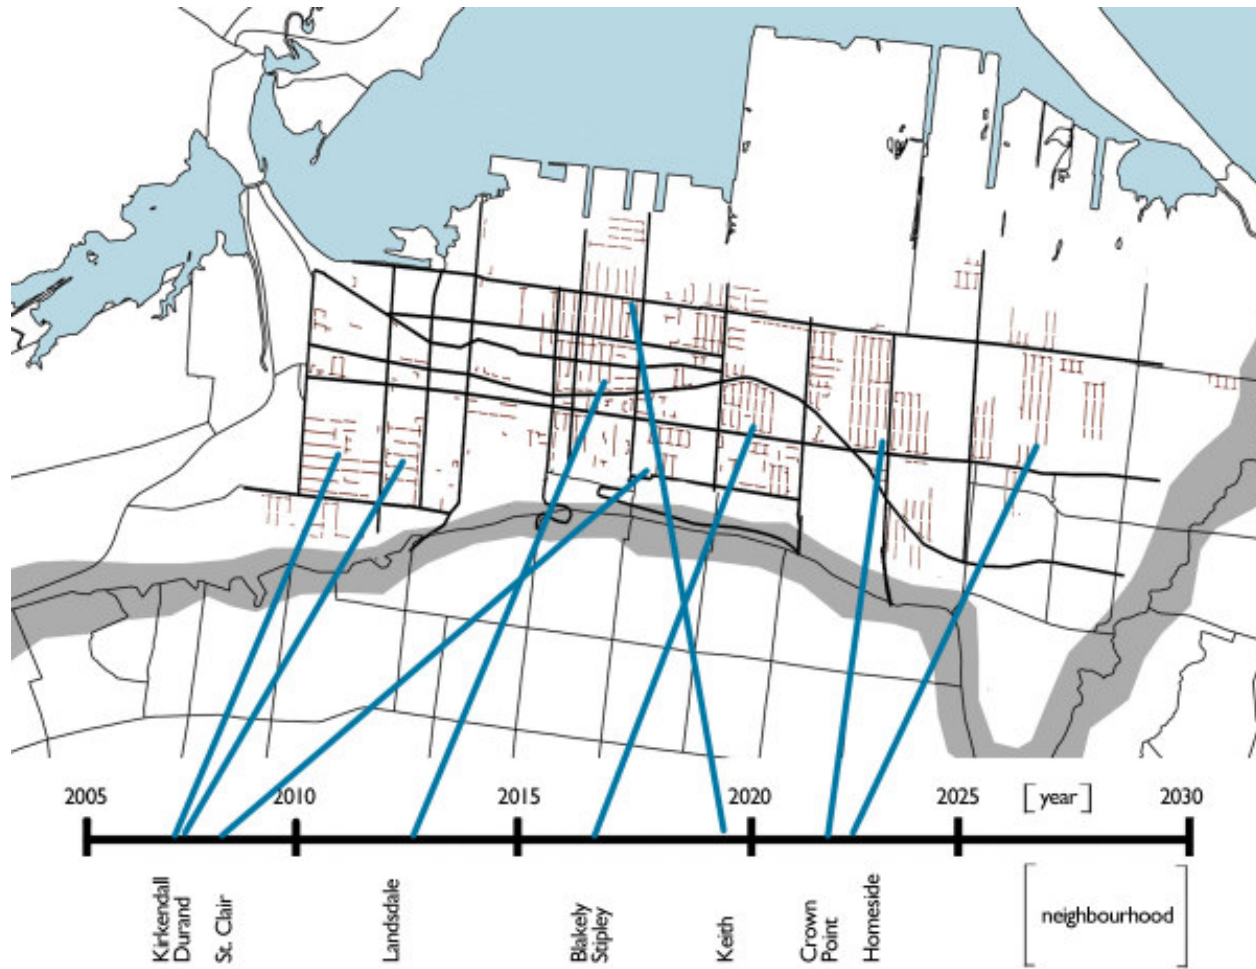 2005
2010
2015
2020
2025
[year]
2030
Kirkendall
Durand
St. Clair
Landsdale
Blakely
Stipley
Keith
Crown
Point
Homeside
[neighbourhood]